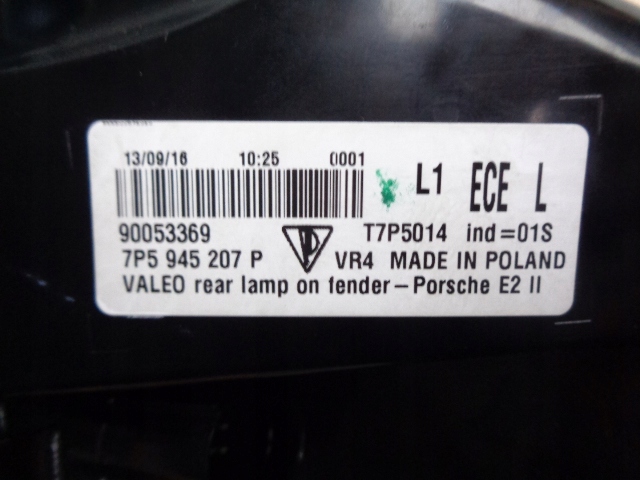 13/09/16 10:25 0001
L1 ECE L
90053369 T7P5014 ind=01S
7P5 945 207 P VR4 MADE IN POLAND
VALEO rear lamp on fender-Porsche E2 II